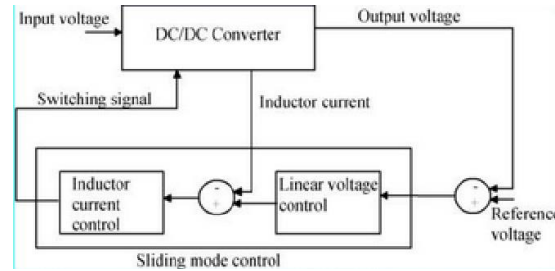 Input voltage
DC/DC Converter
Output voltage
Switching signal
Inductor current
Inductor
current
control
-
+
Linear voltage
control
-
+
Reference
voltage
Sliding mode control